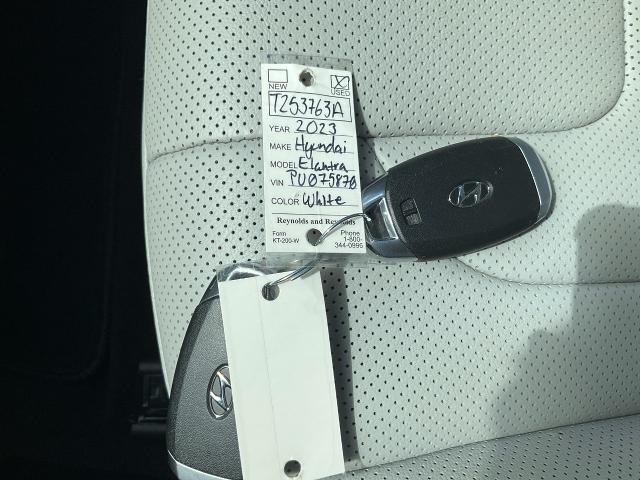 NEW USED
T253763A
YEAR 2023
MAKE Hyundai
MODEL Elantra
VIN PU075870
COLOR White
Reynolds and Reynolds
Form
KT-200-W
Phone
1-800-
344-0996